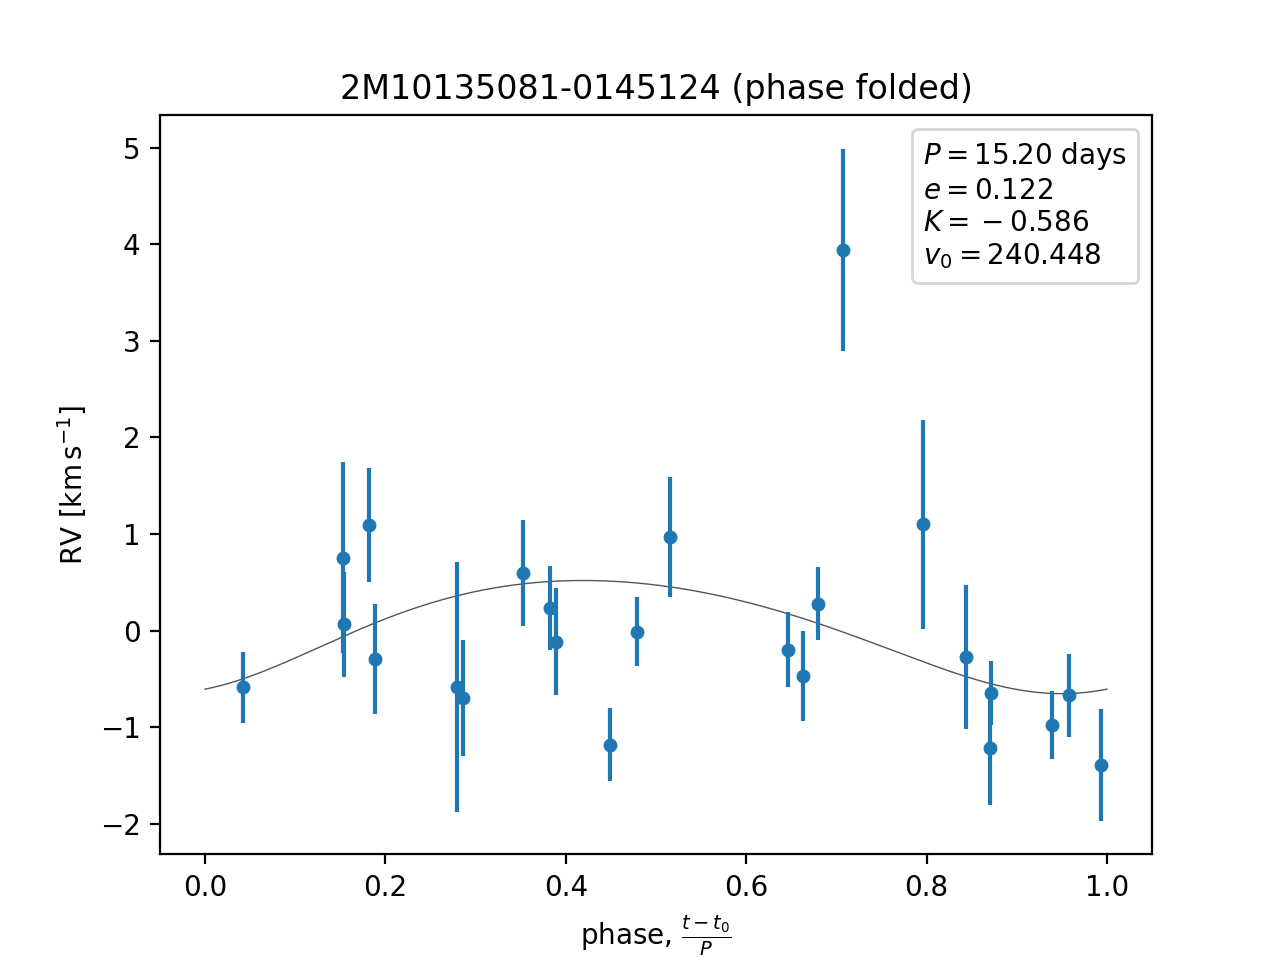 2M10135081-0145124 (phase folded)
P = 15.20 days
e = 0.122
K = −0.586
v₀ = 240.448
RV [km s⁻¹]
5
4
3
2
1
0
−1
−2
0.0 0.2 0.4 0.6 0.8 1.0
phase, (t − t₀)/P